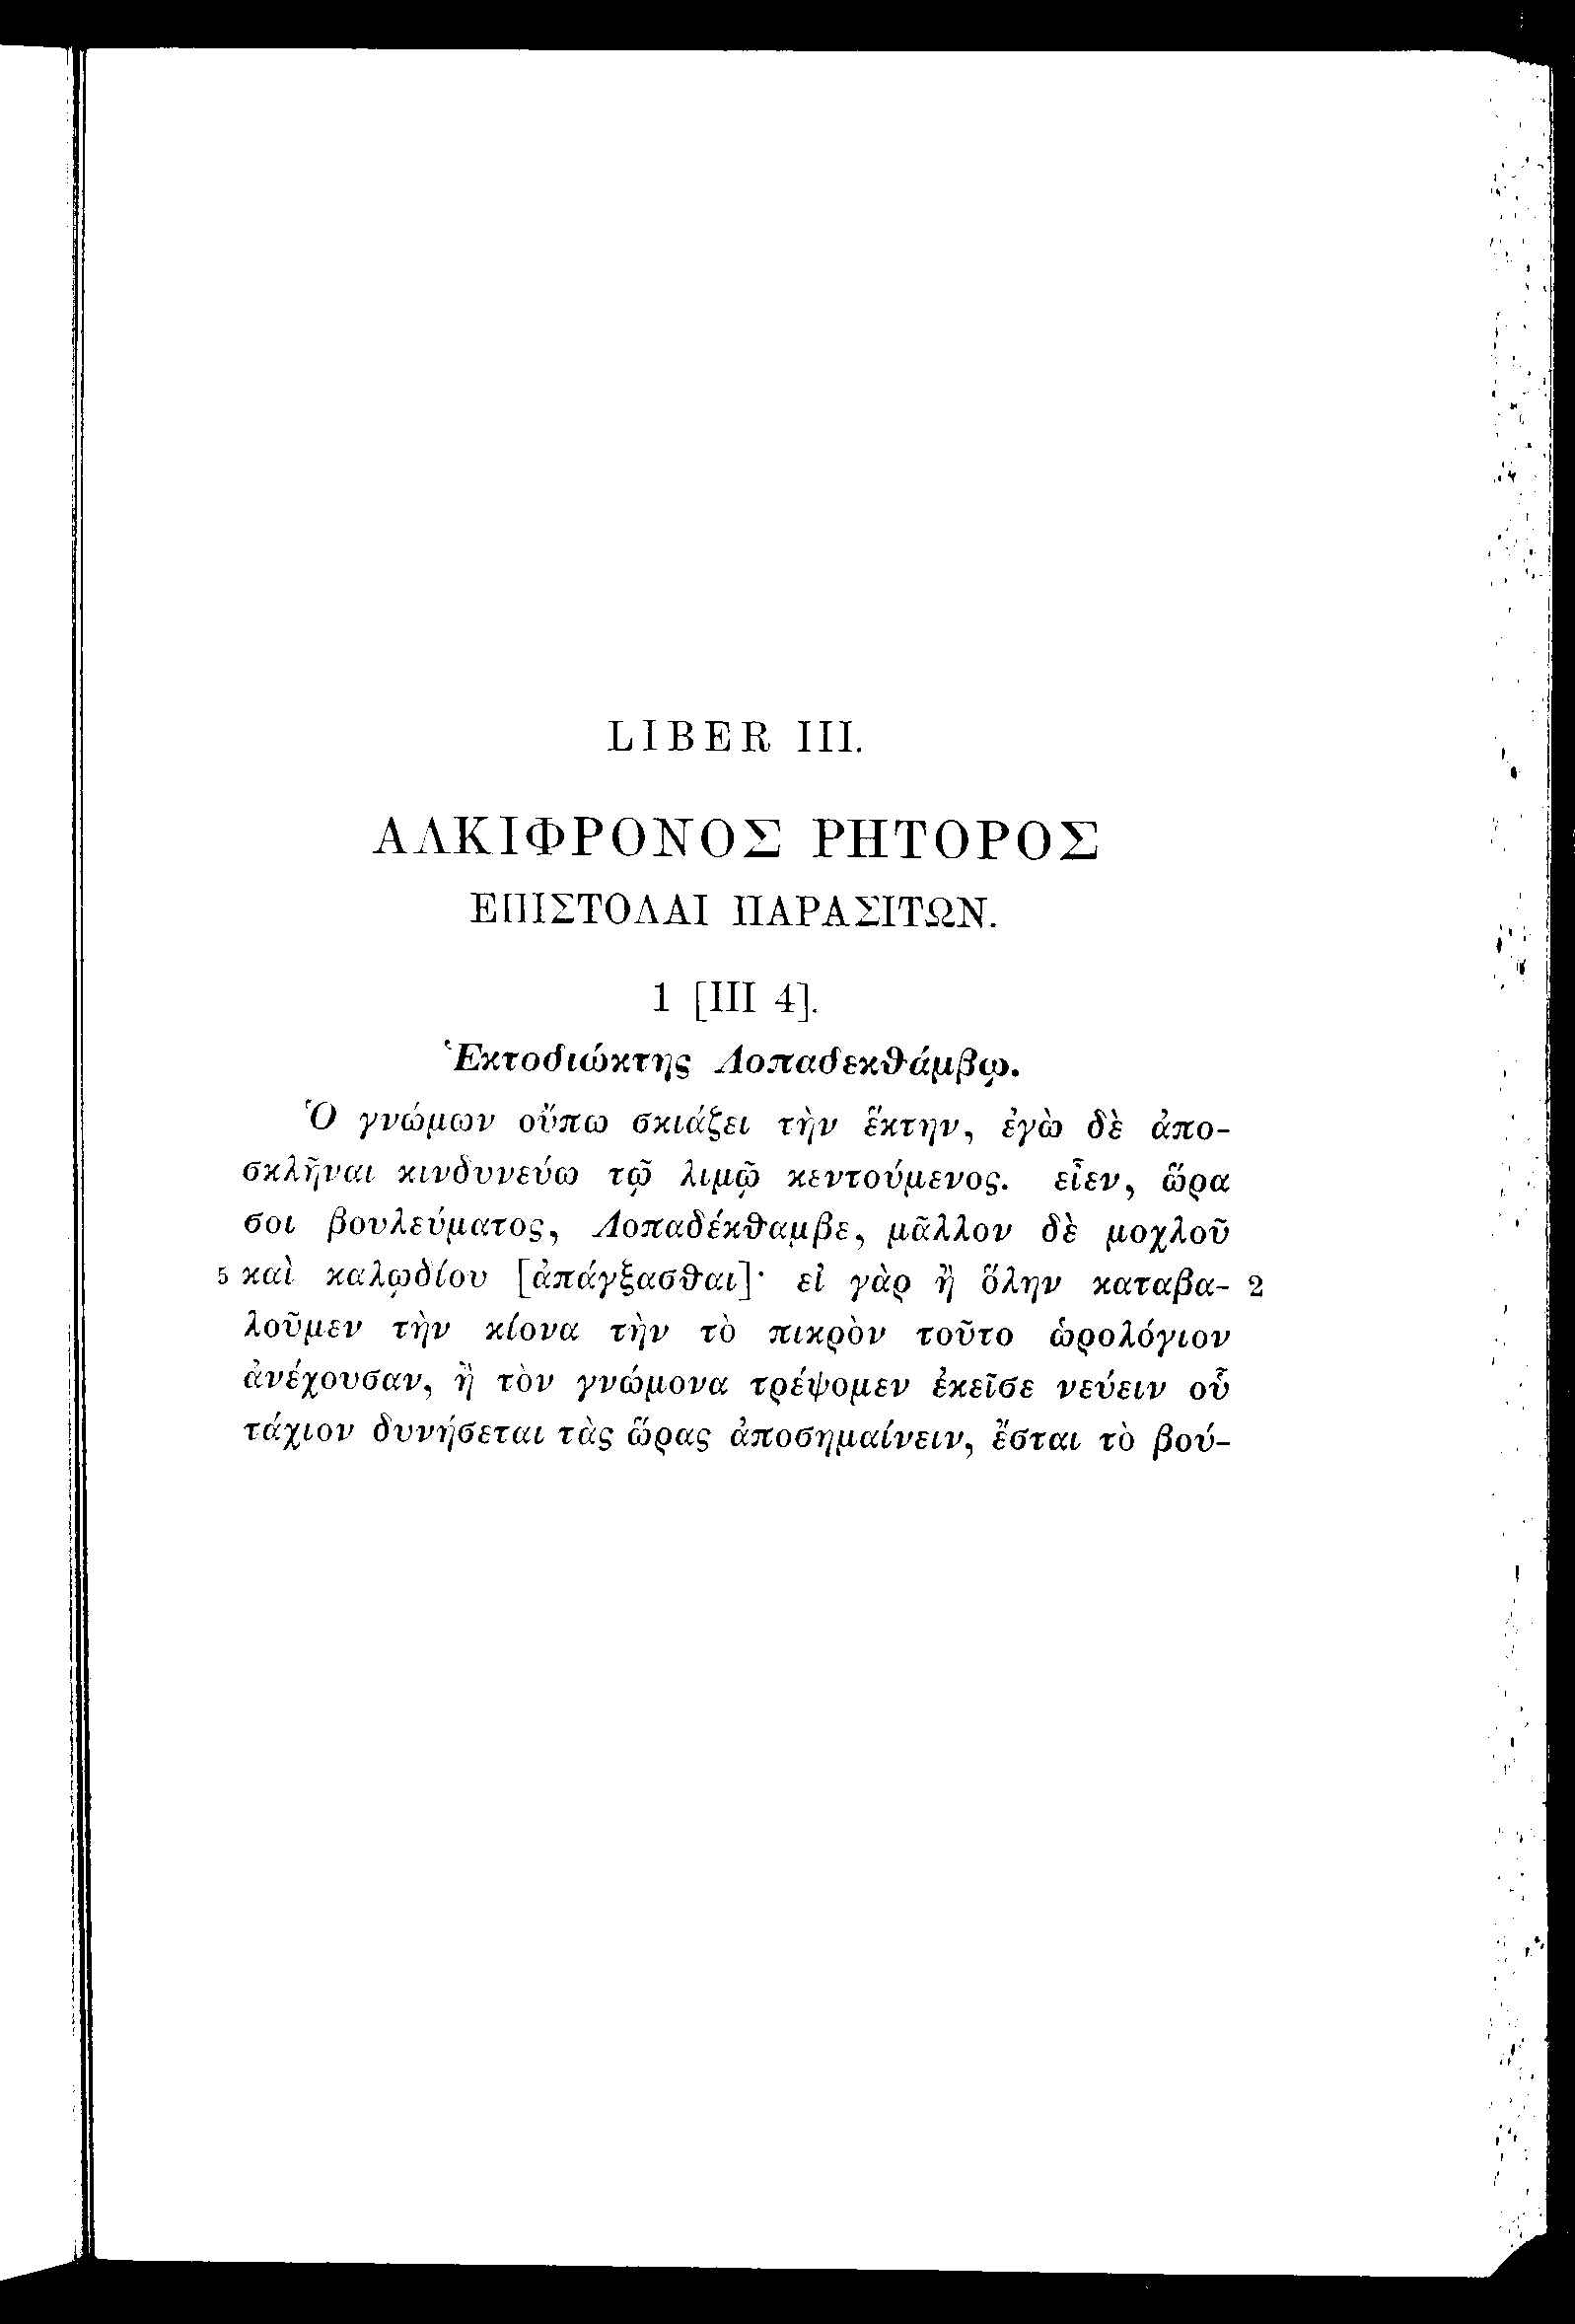 LIBER III.
ΑΛΚΙΦΡΟΝΟΣ ΡΗΤΟΡΟΣ
ΕΠΙΣΤΟΛΑΙ ΠΑΡΑΣΙΤΩΝ.
1 [III 4].
Ἑκτοδιώκτης Λοπαδεκθάμβῳ.
Ὁ γνώμων οὔπω σκιάζει τὴν ἕκτην, ἐγὼ δὲ ἀπο-
σκλῆναι κινδυνεύω τῷ λιμῷ κεντούμενος. εἶεν, ὥρα
σοι βουλεύματος, Λοπαδέκθαμβε, μᾶλλον δὲ μοχλοῦ
5 καὶ καλῳδίου [ἀπάγξασθαι]· εἰ γὰρ ἢ ὅλην καταβα- 2
λοῦμεν τὴν κίονα τὴν τὸ πικρὸν τοῦτο ὡρολόγιον
ἀνέχουσαν, ἢ τὸν γνώμονα τρέψομεν ἐκεῖσε νεύειν οὗ
τάχιον δυνήσεται τὰς ὥρας ἀποσημαίνειν, ἔσται τὸ βού-